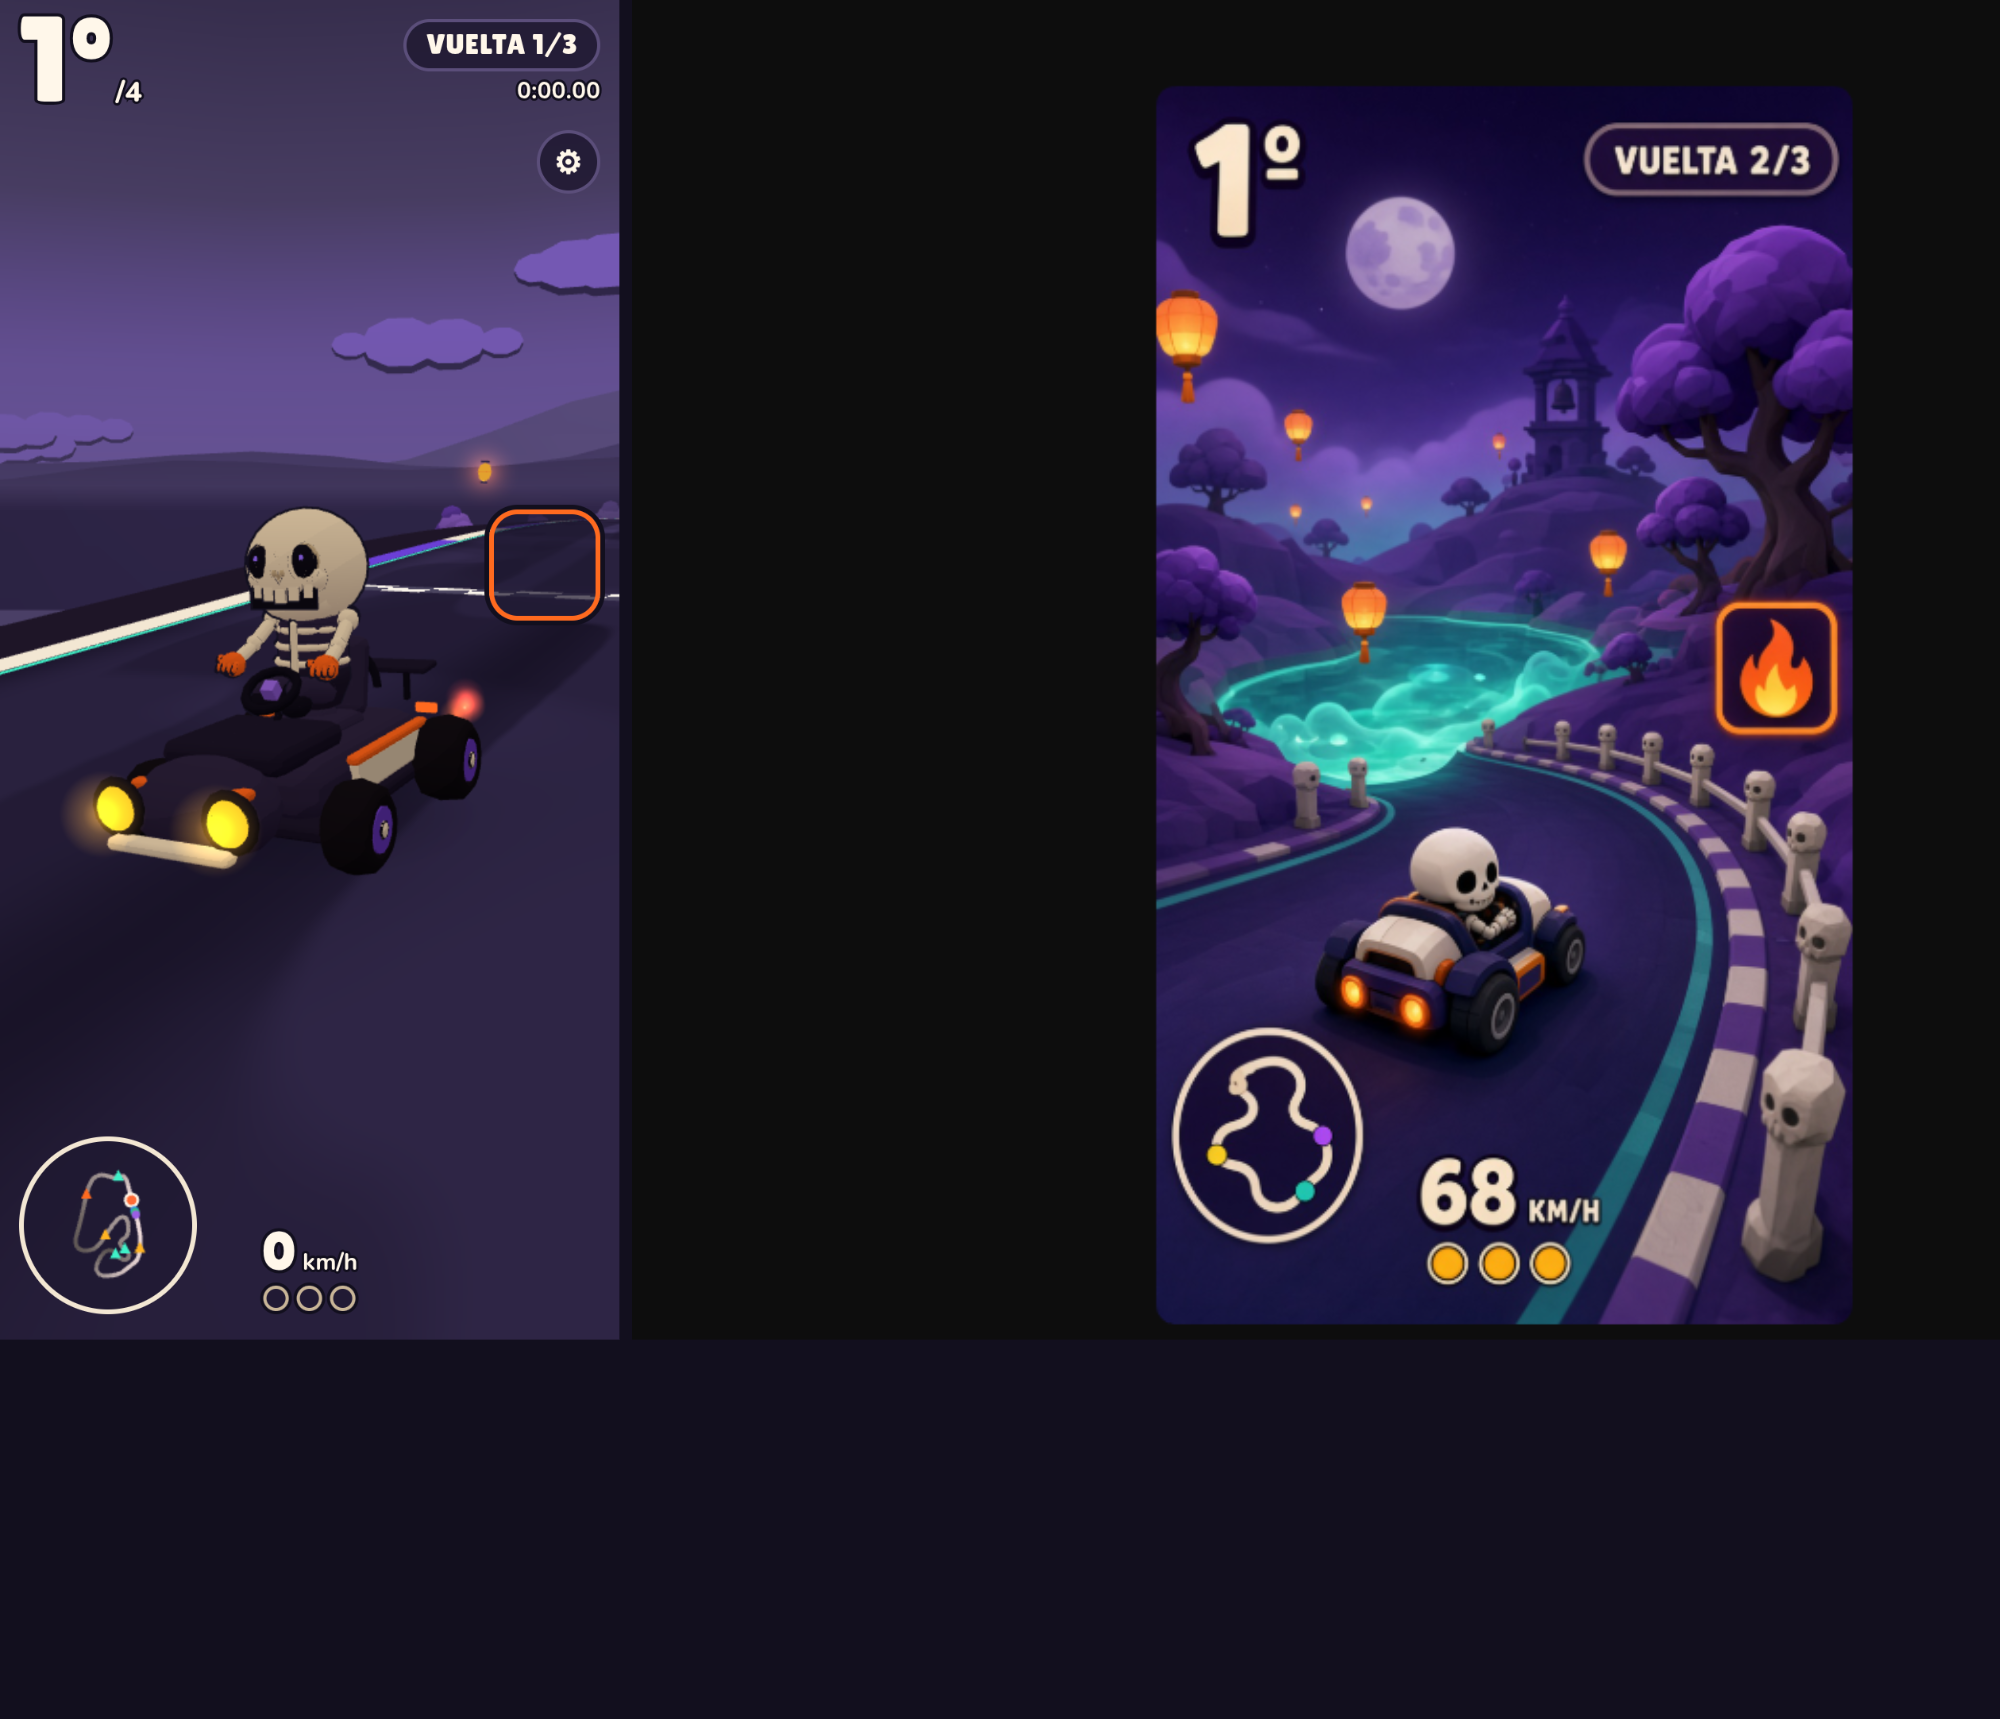 1º
/4
VUELTA 1/3
0:00.00
0 km/h
1º
VUELTA 2/3
68 KM/H